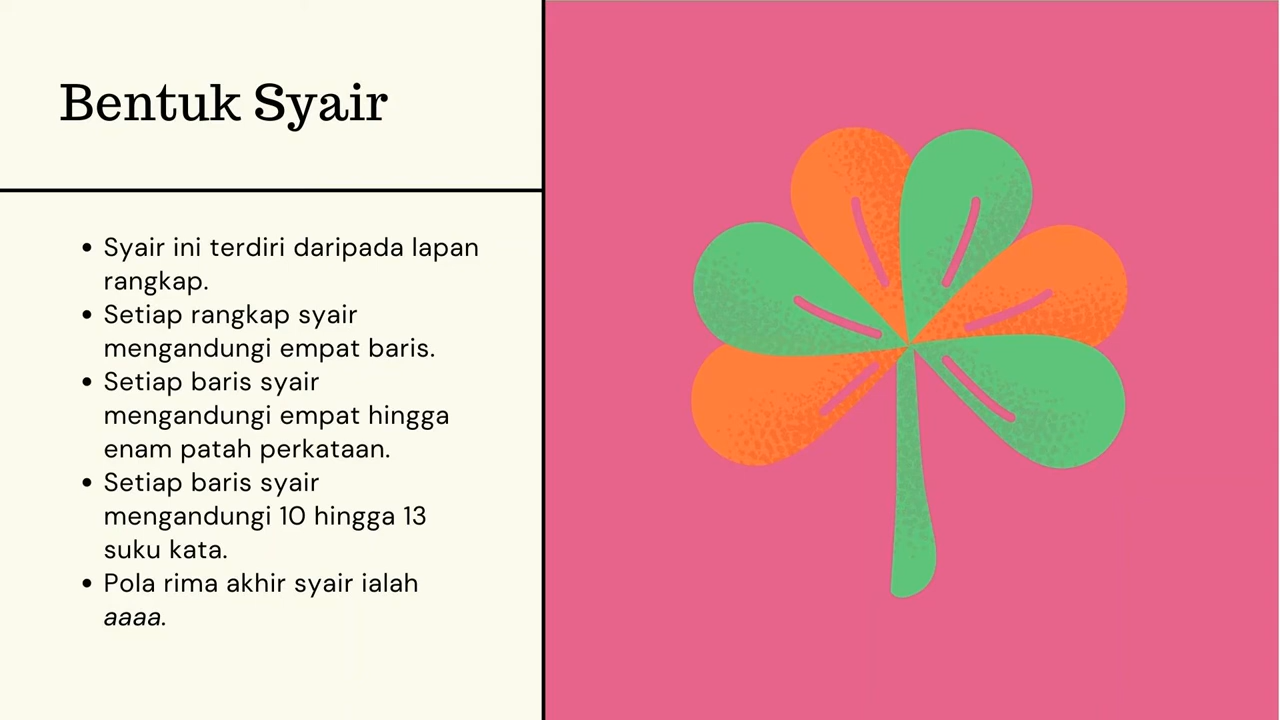 Bentuk Syair
• Syair ini terdiri daripada lapan
rangkap.
• Setiap rangkap syair
mengandungi empat baris.
• Setiap baris syair
mengandungi empat hingga
enam patah perkataan.
• Setiap baris syair
mengandungi 10 hingga 13
suku kata.
• Pola rima akhir syair ialah
aaaa.